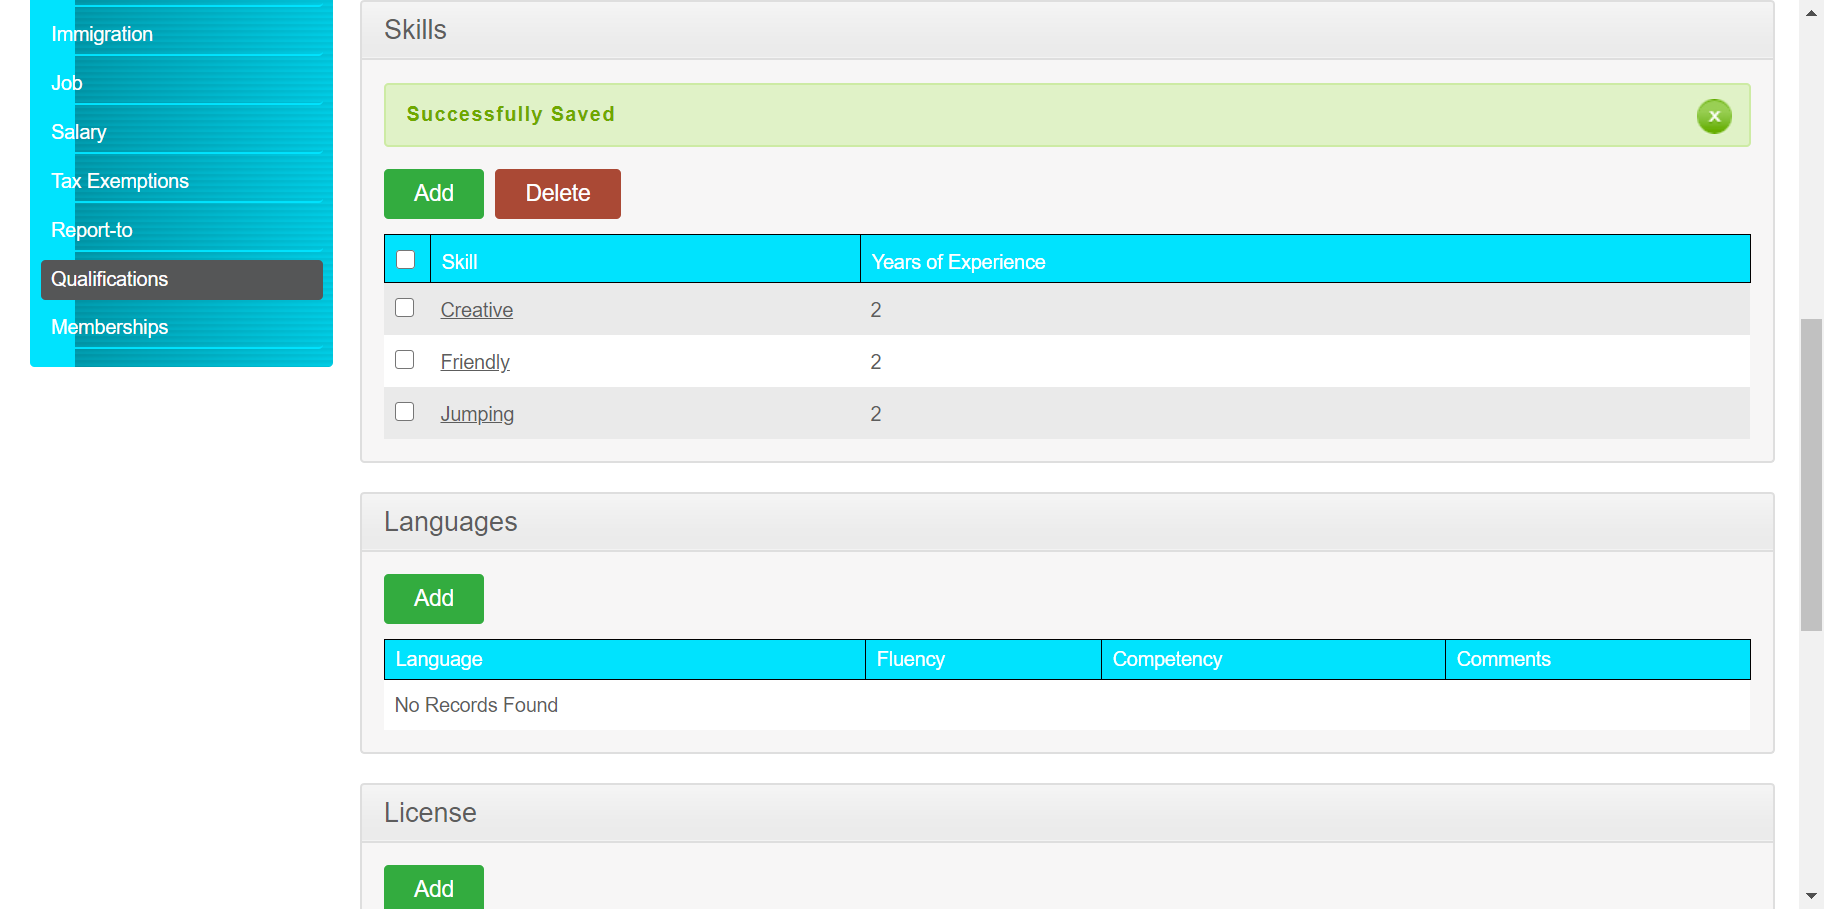 Immigration
Job
Salary
Tax Exemptions
Report-to
Qualifications
Memberships
Skills
Successfully Saved
x
Add Delete
Skill Years of Experience
Creative 2
Friendly 2
Jumping 2
Languages
Add
Language Fluency Competency Comments
No Records Found
License
Add